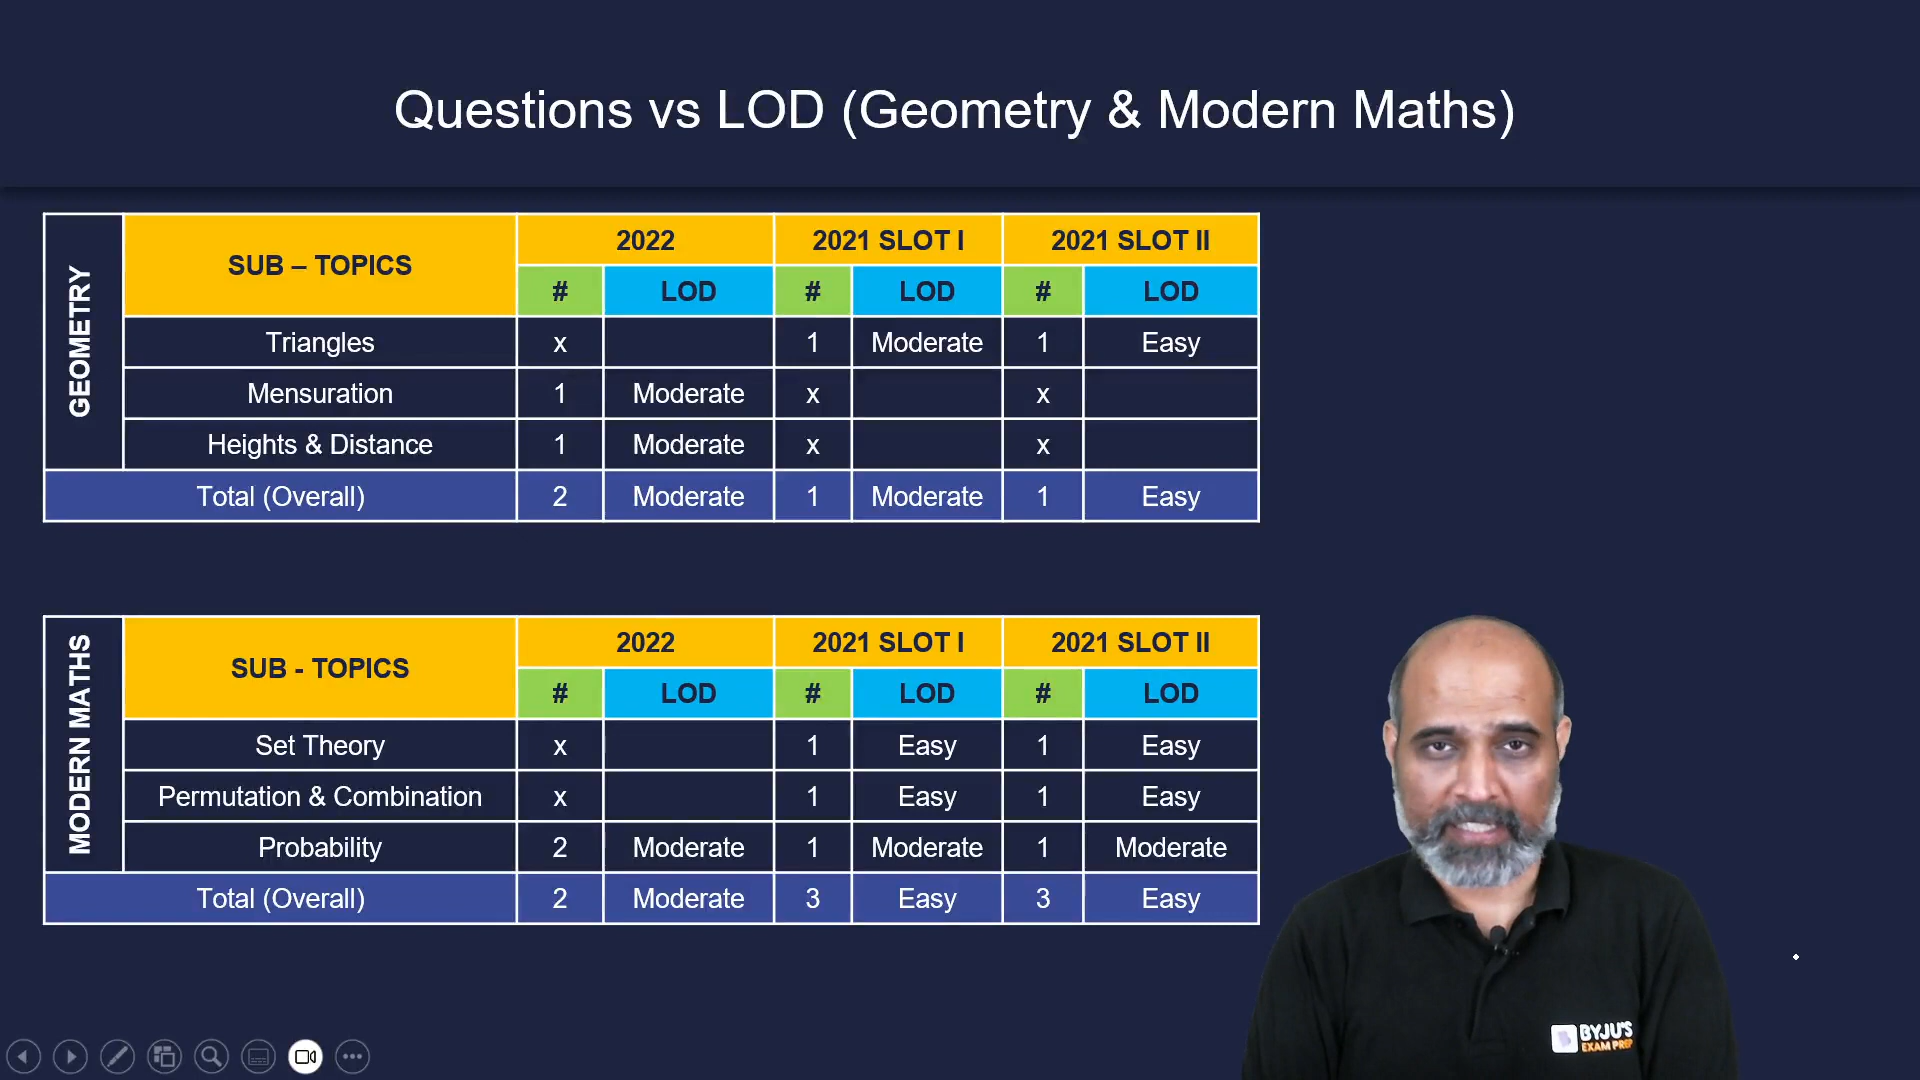 Questions vs LOD (Geometry & Modern Maths)
GEOMETRY
SUB – TOPICS
2022
2021 SLOT I
2021 SLOT II
# LOD # LOD # LOD
Triangles x 1 Moderate 1 Easy
Mensuration 1 Moderate x x
Heights & Distance 1 Moderate x x
Total (Overall) 2 Moderate 1 Moderate 1 Easy
MODERN MATHS
SUB - TOPICS
2022
2021 SLOT I
2021 SLOT II
# LOD # LOD # LOD
Set Theory x 1 Easy 1 Easy
Permutation & Combination x 1 Easy 1 Easy
Probability 2 Moderate 1 Moderate 1 Moderate
Total (Overall) 2 Moderate 3 Easy 3 Easy
BYJU'S
EXAM PREP